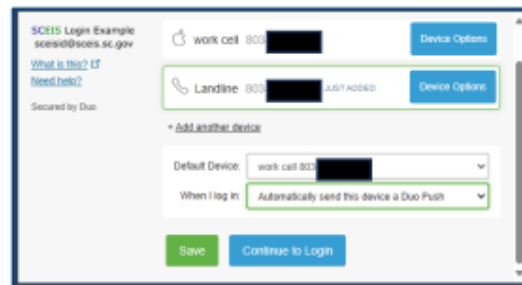 SCEIS Login Example
sceisid@sceis.sc.gov
What is this?
Need help?
Secured by Duo
work cell 803
Device Options
Landline 803 JUST ADDED
Device Options
+ Add another device
Default Device: work cell 803
When I log in: Automatically send this device a Duo Push
Save
Continue to Login